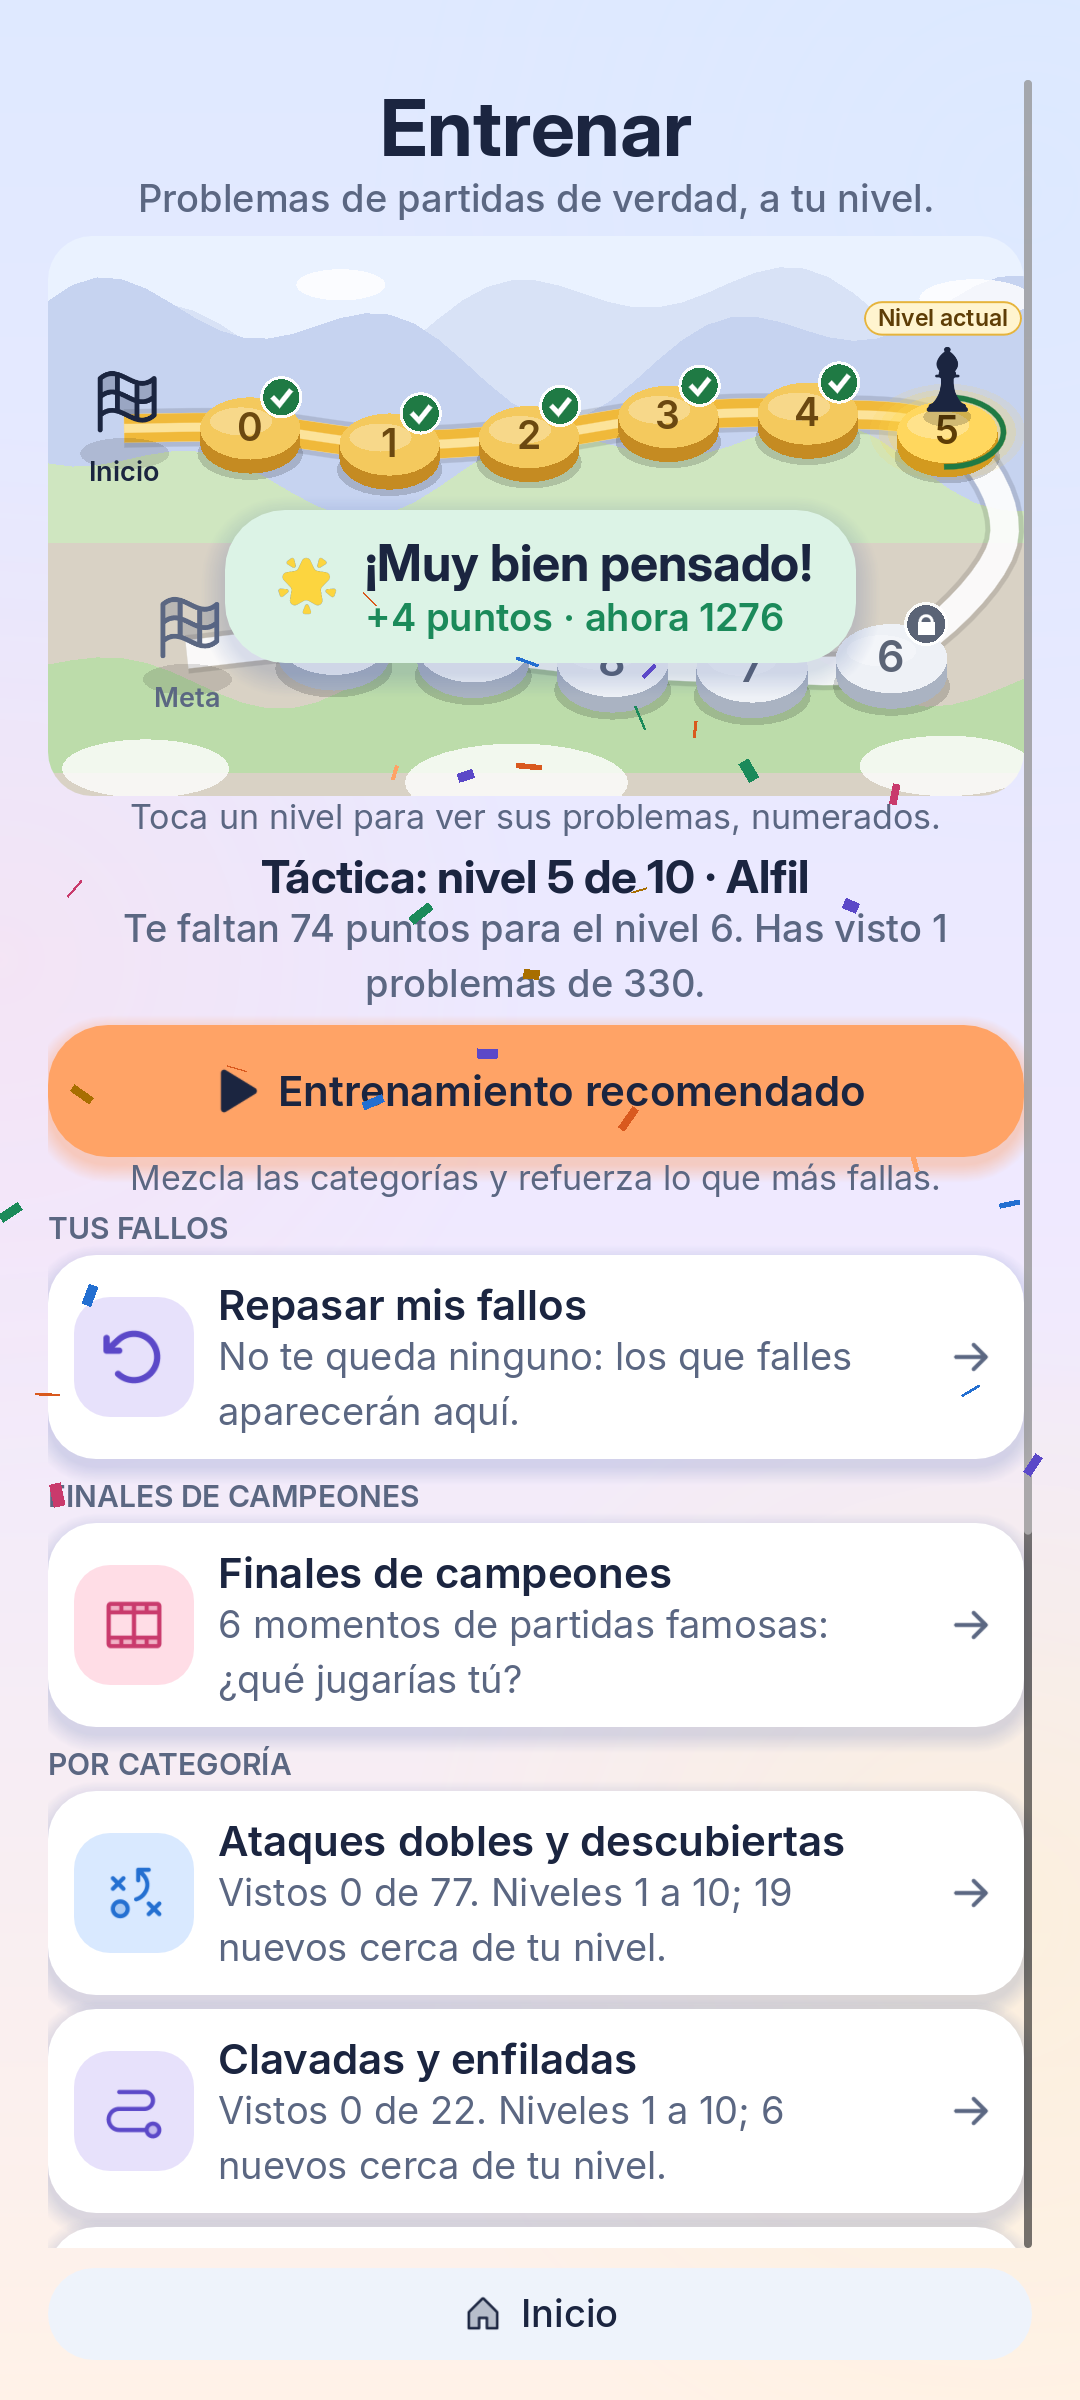 Entrenar
Problemas de partidas de verdad, a tu nivel.
Nivel actual
0
1
2
3
4
5
Inicio
¡Muy bien pensado!
+4 puntos · ahora 1276
Meta
8
7
6
Toca un nivel para ver sus problemas, numerados.
Táctica: nivel 5 de 10 · Alfil
Te faltan 74 puntos para el nivel 6. Has visto 1
problemas de 330.
Entrenamiento recomendado
Mezcla las categorías y refuerza lo que más fallas.
TUS FALLOS
Repasar mis fallos
No te queda ninguno: los que falles
aparecerán aquí.
FINALES DE CAMPEONES
Finales de campeones
6 momentos de partidas famosas:
¿qué jugarías tú?
POR CATEGORÍA
Ataques dobles y descubiertas
Vistos 0 de 77. Niveles 1 a 10; 19
nuevos cerca de tu nivel.
Clavadas y enfiladas
Vistos 0 de 22. Niveles 1 a 10; 6
nuevos cerca de tu nivel.
Inicio